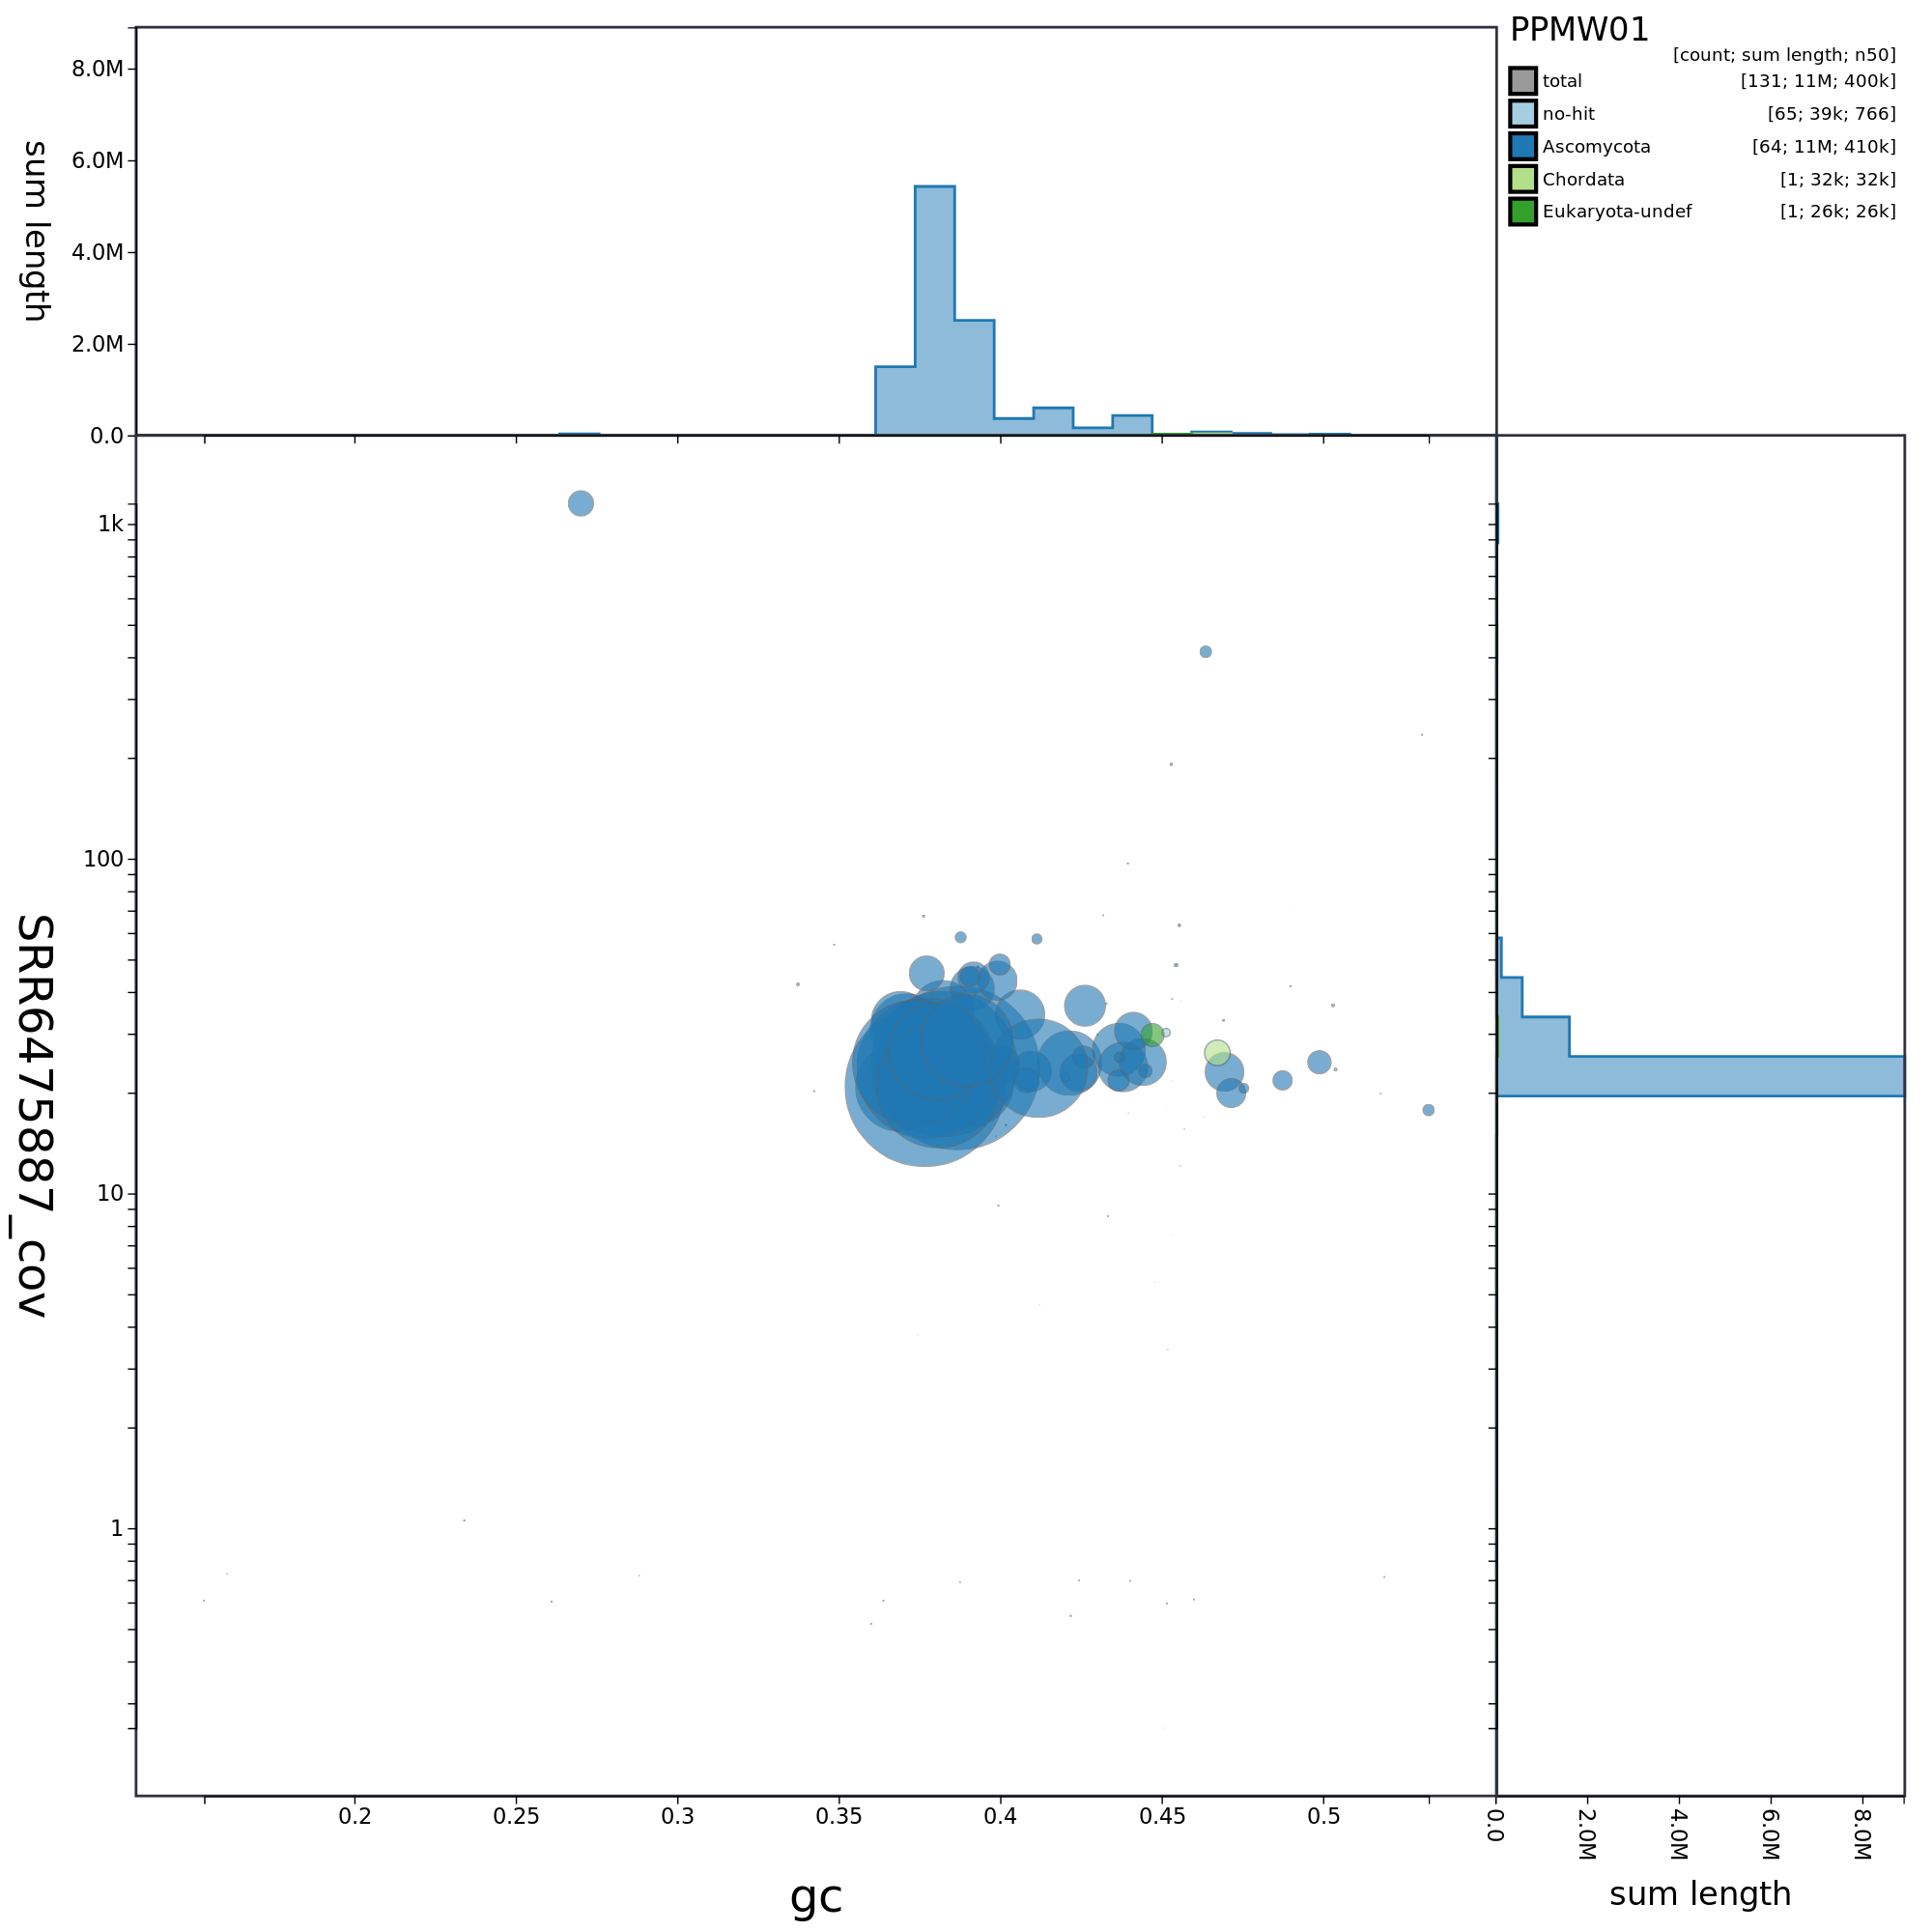 PPMW01
[count; sum length; n50]
total [131; 11M; 400k]
no-hit [65; 39k; 766]
Ascomycota [64; 11M; 410k]
Chordata [1; 32k; 32k]
Eukaryota-undef [1; 26k; 26k]
sum length
8.0M
6.0M
4.0M
2.0M
0.0
SRR6475887_cov
1k
100
10
1
0.2 0.25 0.3 0.35 0.4 0.45 0.5
gc
0.0 2.0M 4.0M 6.0M 8.0M
sum length